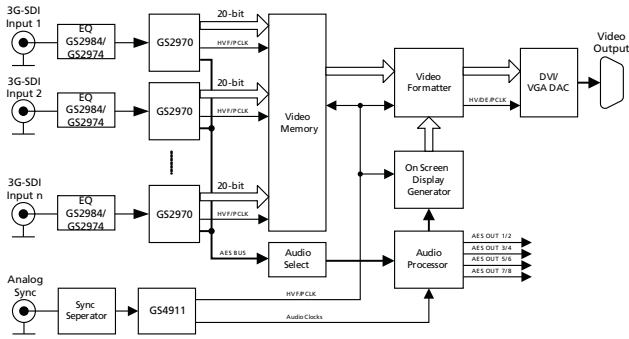 3G-SDI
Input 1
EQ
GS2984/
GS2974
GS2970
20-bit
HVF/PCLK
3G-SDI
Input 2
EQ
GS2984/
GS2974
GS2970
20-bit
HVF/PCLK
3G-SDI
Input n
EQ
GS2984/
GS2974
GS2970
20-bit
HVF/PCLK
AES BUS
Video
Memory
Audio
Select
Video
Formatter
HV/DE/PCLK
DVI/
VGA DAC
Video
Output
On Screen
Display
Generator
Audio
Processor
AES OUT 1/2
AES OUT 3/4
AES OUT 5/6
AES OUT 7/8
Analog
Sync
Sync
Seperator
GS4911
HVF/PCLK
Audio Clocks